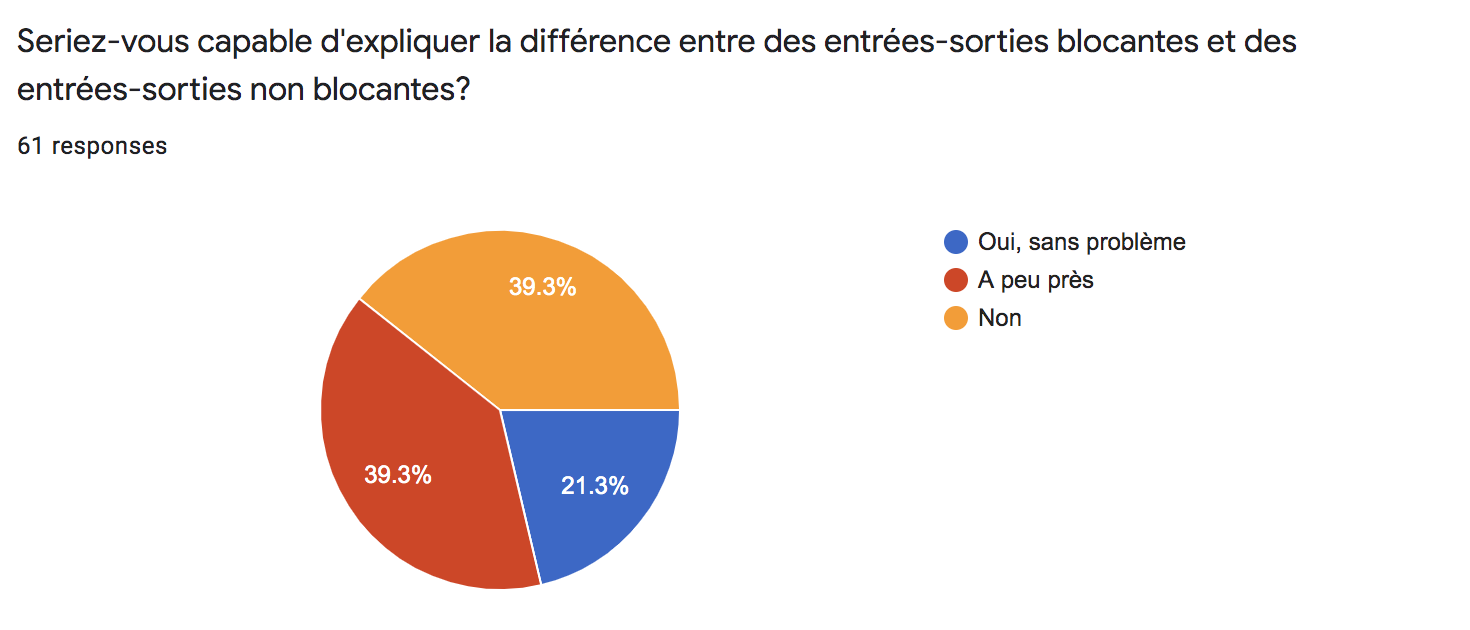 Seriez-vous capable d'expliquer la différence entre des entrées-sorties blocantes et des
entrées-sorties non blocantes?
61 responses
Oui, sans problème
A peu près
Non
39.3%
39.3%
21.3%